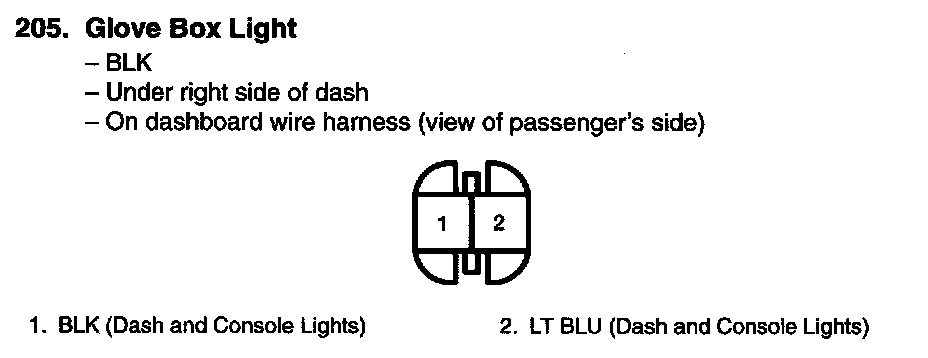 205. Glove Box Light
– BLK
– Under right side of dash
– On dashboard wire harness (view of passenger's side)
1 2
1. BLK (Dash and Console Lights) 2. LT BLU (Dash and Console Lights)